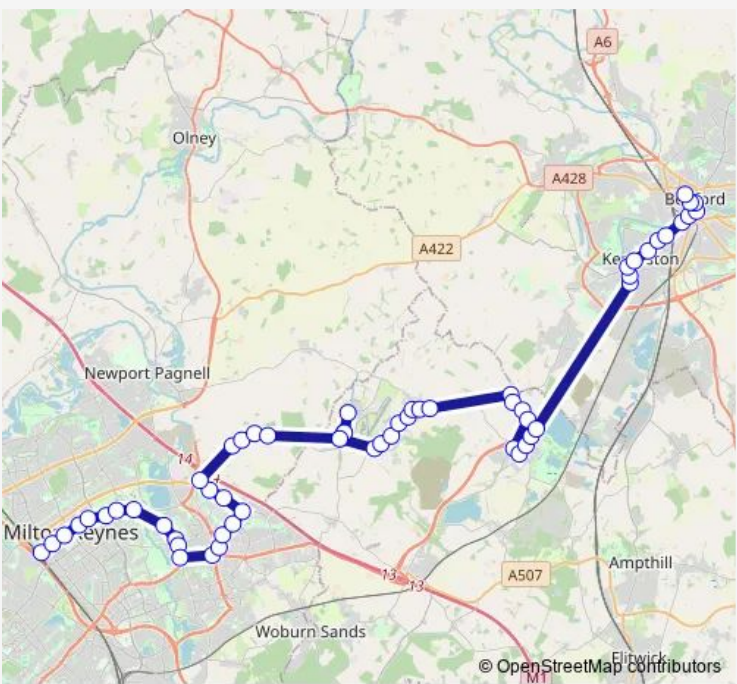 A6
Olney
A428
Bedford
A422
Kempston
Newport Pagnell
14
Milton Keynes
13
13
A507
Ampthill
Woburn Sands
Flitwick
M1
© OpenStreetMap contributors